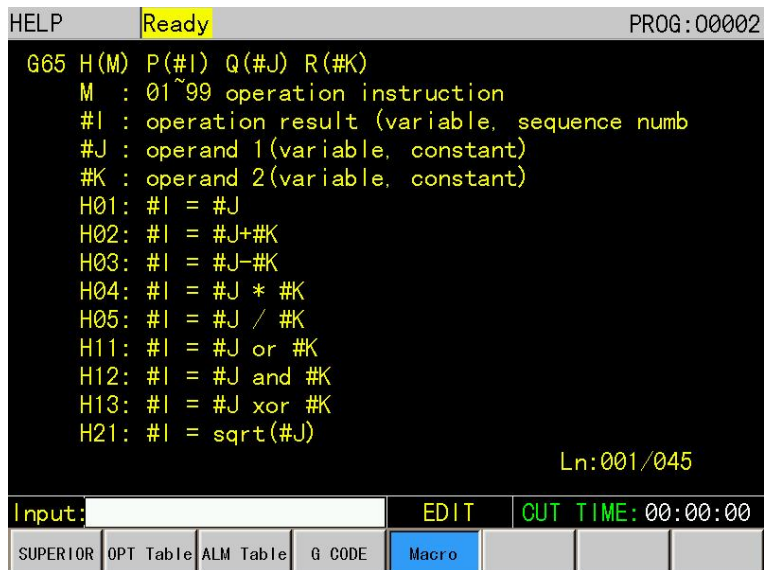 HELP Ready PROG:O0002
G65 H(M) P(#I) Q(#J) R(#K)
M : 01~99 operation instruction
#I : operation result (variable, sequence numb
#J : operand 1(variable, constant)
#K : operand 2(variable, constant)
H01: #I = #J
H02: #I = #J+#K
H03: #I = #J-#K
H04: #I = #J * #K
H05: #I = #J / #K
H11: #I = #J or #K
H12: #I = #J and #K
H13: #I = #J xor #K
H21: #I = sqrt(#J)
Ln:001/045
Input: EDIT CUT TIME:00:00:00
SUPERIOR OPT Table ALM Table G CODE Macro